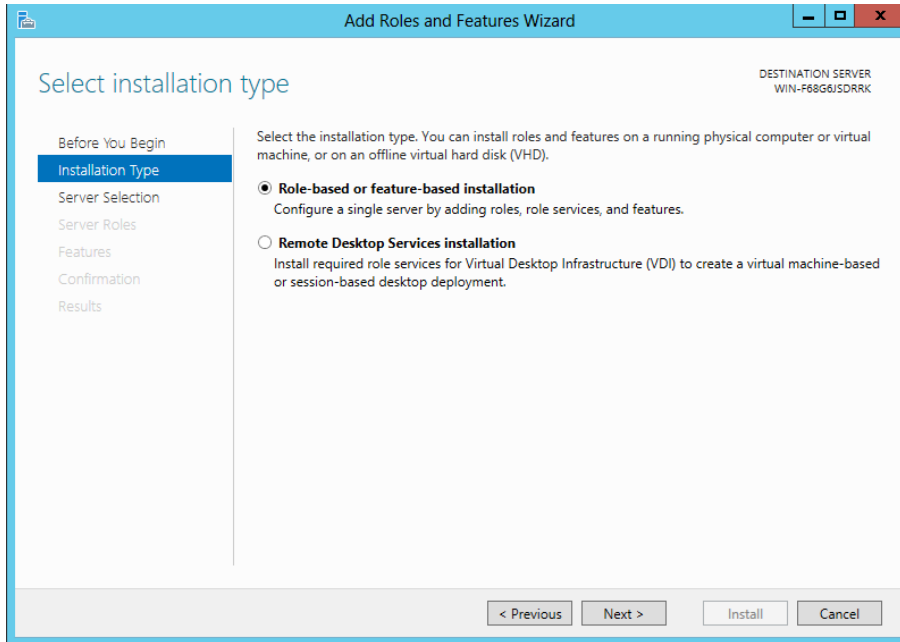 Add Roles and Features Wizard
Select installation type
DESTINATION SERVER
WIN-F68G6JSDRRK
Before You Begin
Installation Type
Server Selection
Server Roles
Features
Confirmation
Results
Select the installation type. You can install roles and features on a running physical computer or virtual
machine, or on an offline virtual hard disk (VHD).
Role-based or feature-based installation
Configure a single server by adding roles, role services, and features.
Remote Desktop Services installation
Install required role services for Virtual Desktop Infrastructure (VDI) to create a virtual machine-based
or session-based desktop deployment.
< Previous
Next >
Install
Cancel